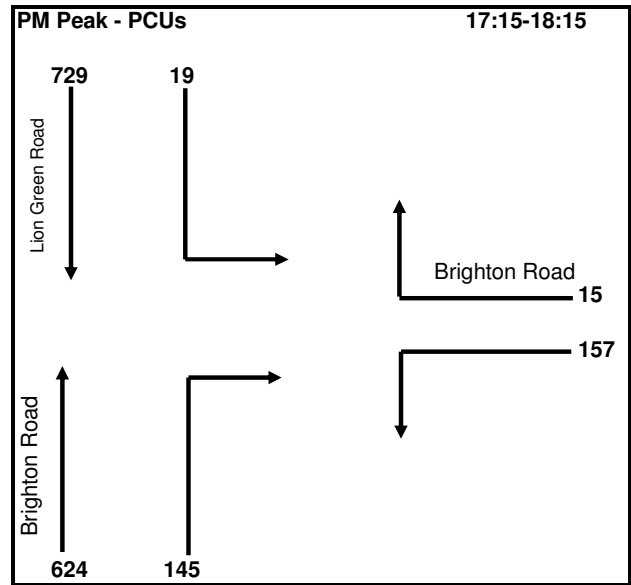 PM Peak - PCUs 17:15-18:15
729 19
Lion Green Road
Brighton Road
15
157
Brighton Road
624 145